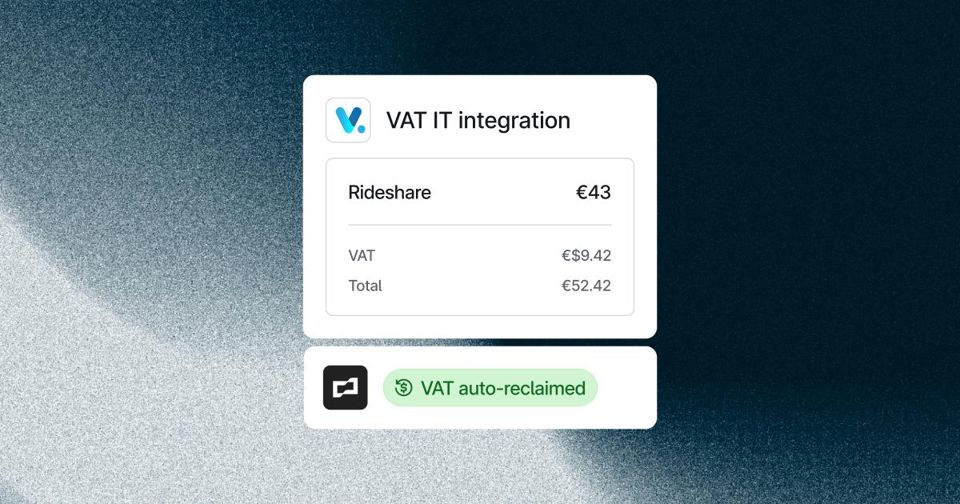 VAT IT integration
Rideshare €43
VAT €$9.42
Total €52.42
VAT auto-reclaimed